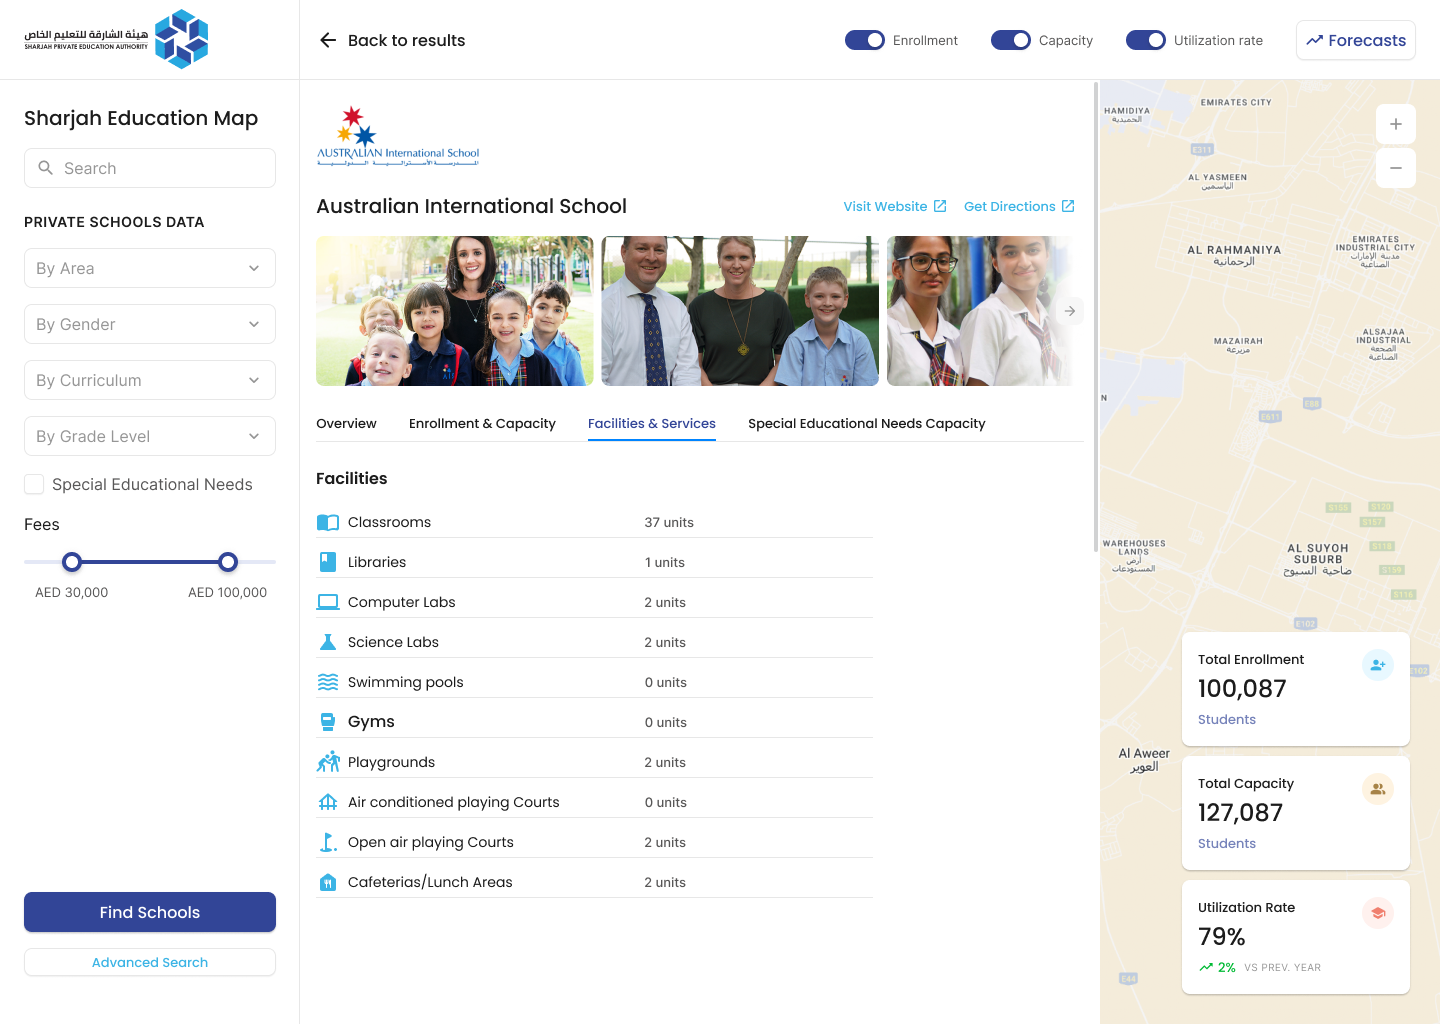 هيئة الشارقة للتعليم الخاص
SHARJAH PRIVATE EDUCATION AUTHORITY
Back to results
Enrollment
Capacity
Utilization rate
Forecasts
Sharjah Education Map
Search
PRIVATE SCHOOLS DATA
By Area
By Gender
By Curriculum
By Grade Level
Special Educational Needs
Fees
AED 30,000
AED 100,000
Find Schools
Advanced Search
AUSTRALIAN International School
المدرسة الأسترالية الدولية
Australian International School
Visit Website
Get Directions
Overview
Enrollment & Capacity
Facilities & Services
Special Educational Needs Capacity
Facilities
Classrooms 37 units
Libraries 1 units
Computer Labs 2 units
Science Labs 2 units
Swimming pools 0 units
Gyms 0 units
Playgrounds 2 units
Air conditioned playing Courts 0 units
Open air playing Courts 2 units
Cafeterias/Lunch Areas 2 units
HAMIDIYA
الحميدية
EMIRATES CITY
E311
AL YASMEEN
الياسمين
AL RAHMANIYA
الرحمانية
EMIRATES
INDUSTRIAL CITY
مدينة الإمارات
الصناعية
MAZAIRAH
مزيرعة
ALSAJAA
INDUSTRIAL
الصجعة
الصناعية
N
E88
E611
WAREHOUSES
LANDS
أرض
المستودعات
AL SUYOH
SUBURB
ضاحية السيوح
S116
E102
Al Aweer
العوير
E44
Total Enrollment
100,087
Students
Total Capacity
127,087
Students
Utilization Rate
79%
2% VS PREV. YEAR